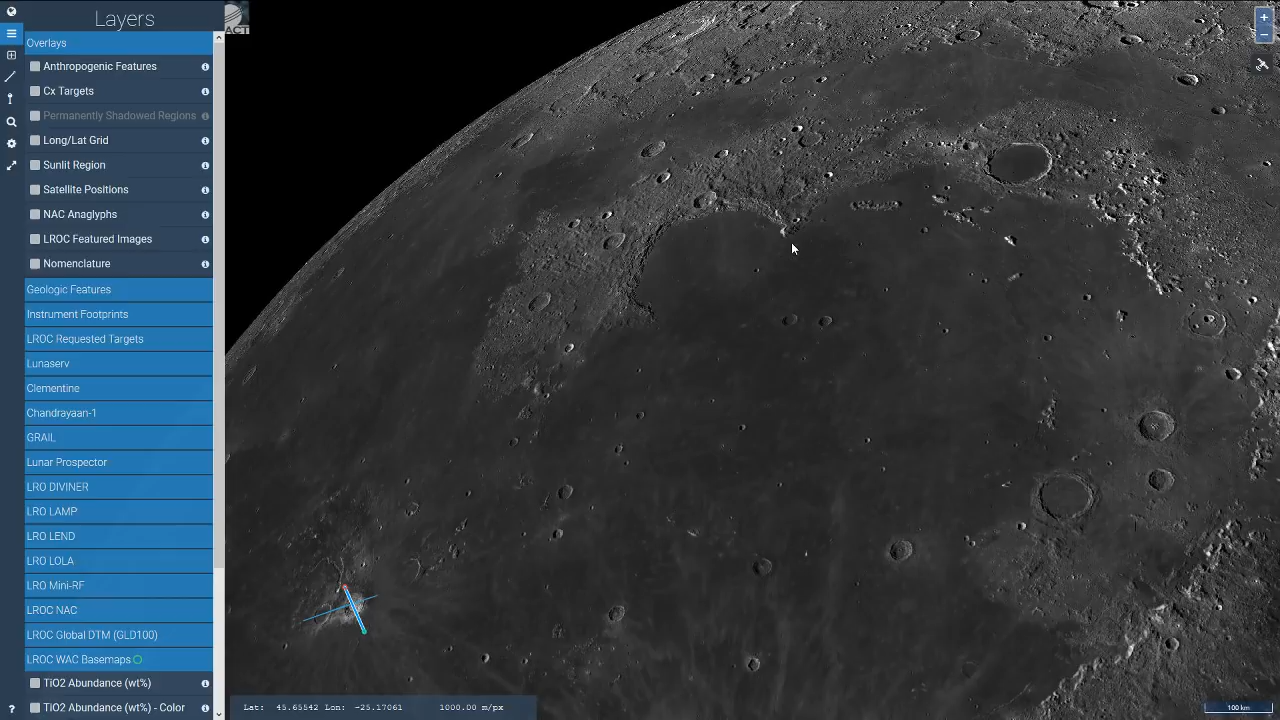 Layers
ACT
Overlays
Anthropogenic Features
Cx Targets
Permanently Shadowed Regions
Long/Lat Grid
Sunlit Region
Satellite Positions
NAC Anaglyphs
LROC Featured Images
Nomenclature
Geologic Features
Instrument Footprints
LROC Requested Targets
Lunaserv
Clementine
Chandrayaan-1
GRAIL
Lunar Prospector
LRO DIVINER
LRO LAMP
LRO LEND
LRO LOLA
LRO Mini-RF
LROC NAC
LROC Global DTM (GLD100)
LROC WAC Basemaps
TiO2 Abundance (wt%)
TiO2 Abundance (wt%) - Color
Lat: 45.65542 Lon: -25.17061 1000.00 m/px
100 km